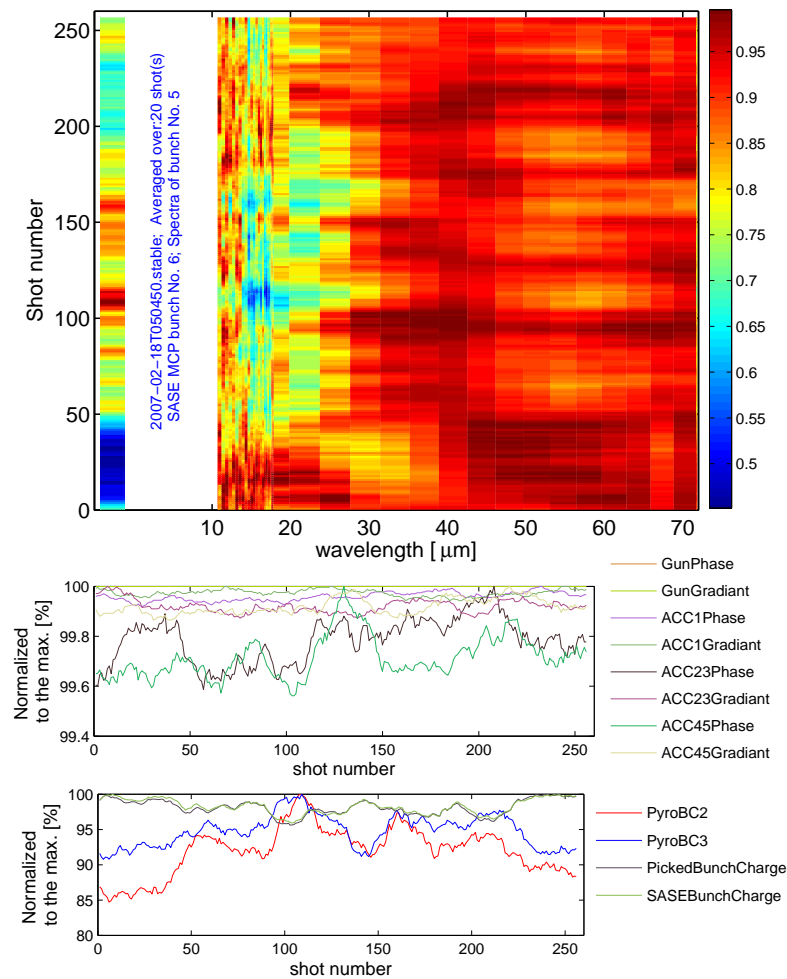 260
250
200
150
100
50
0
Shot number
2007-02-18T050450.stable; Averaged over:20 shot(s)
SASE MCP bunch No. 6; Spectra of bunch No. 5
10 20 30 40 50 60 70
wavelength [ μm]
0.95
0.9
0.85
0.8
0.75
0.7
0.65
0.6
0.55
0.5
100
99.8
99.6
99.4
Normalized
to the max. [%]
0 50 100 150 200 250
shot number
GunPhase
GunGradiant
ACC1Phase
ACC1Gradiant
ACC23Phase
ACC23Gradiant
ACC45Phase
ACC45Gradiant
100
95
90
85
80
Normalized
to the max. [%]
0 50 100 150 200 250
shot number
PyroBC2
PyroBC3
PickedBunchCharge
SASEBunchCharge